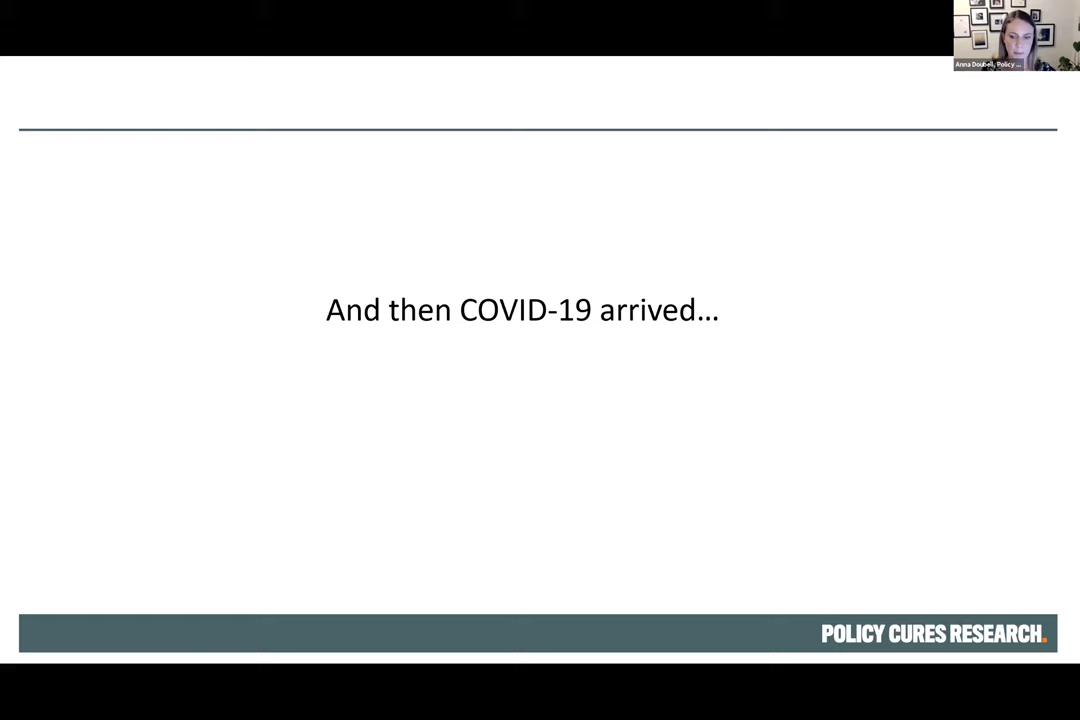 Anna Doubell, Policy ...
And then COVID-19 arrived...
POLICY CURES RESEARCH.